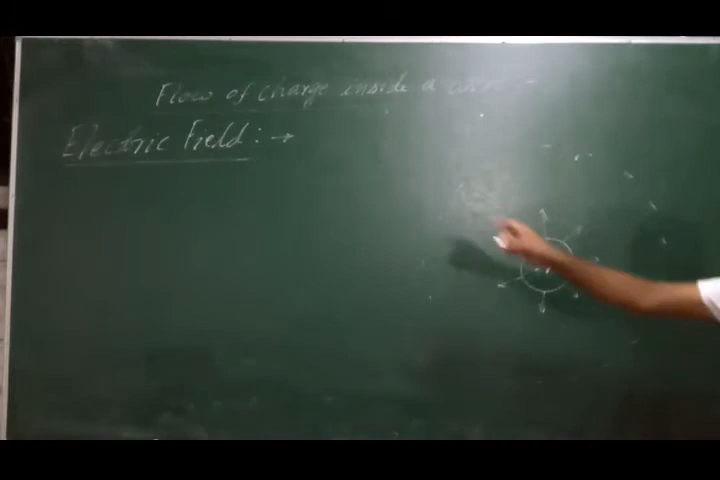 Flow of charge inside a
Electric Field :→